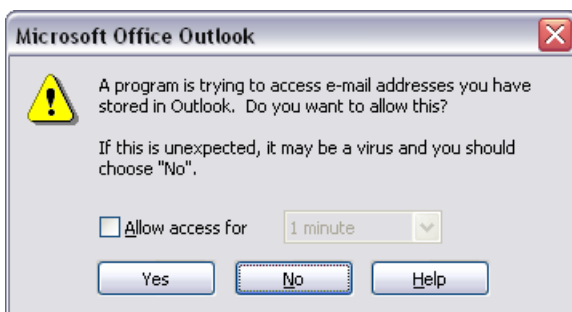 Microsoft Office Outlook
A program is trying to access e-mail addresses you have
stored in Outlook. Do you want to allow this?
If this is unexpected, it may be a virus and you should
choose "No".
Allow access for 1 minute
Yes No Help